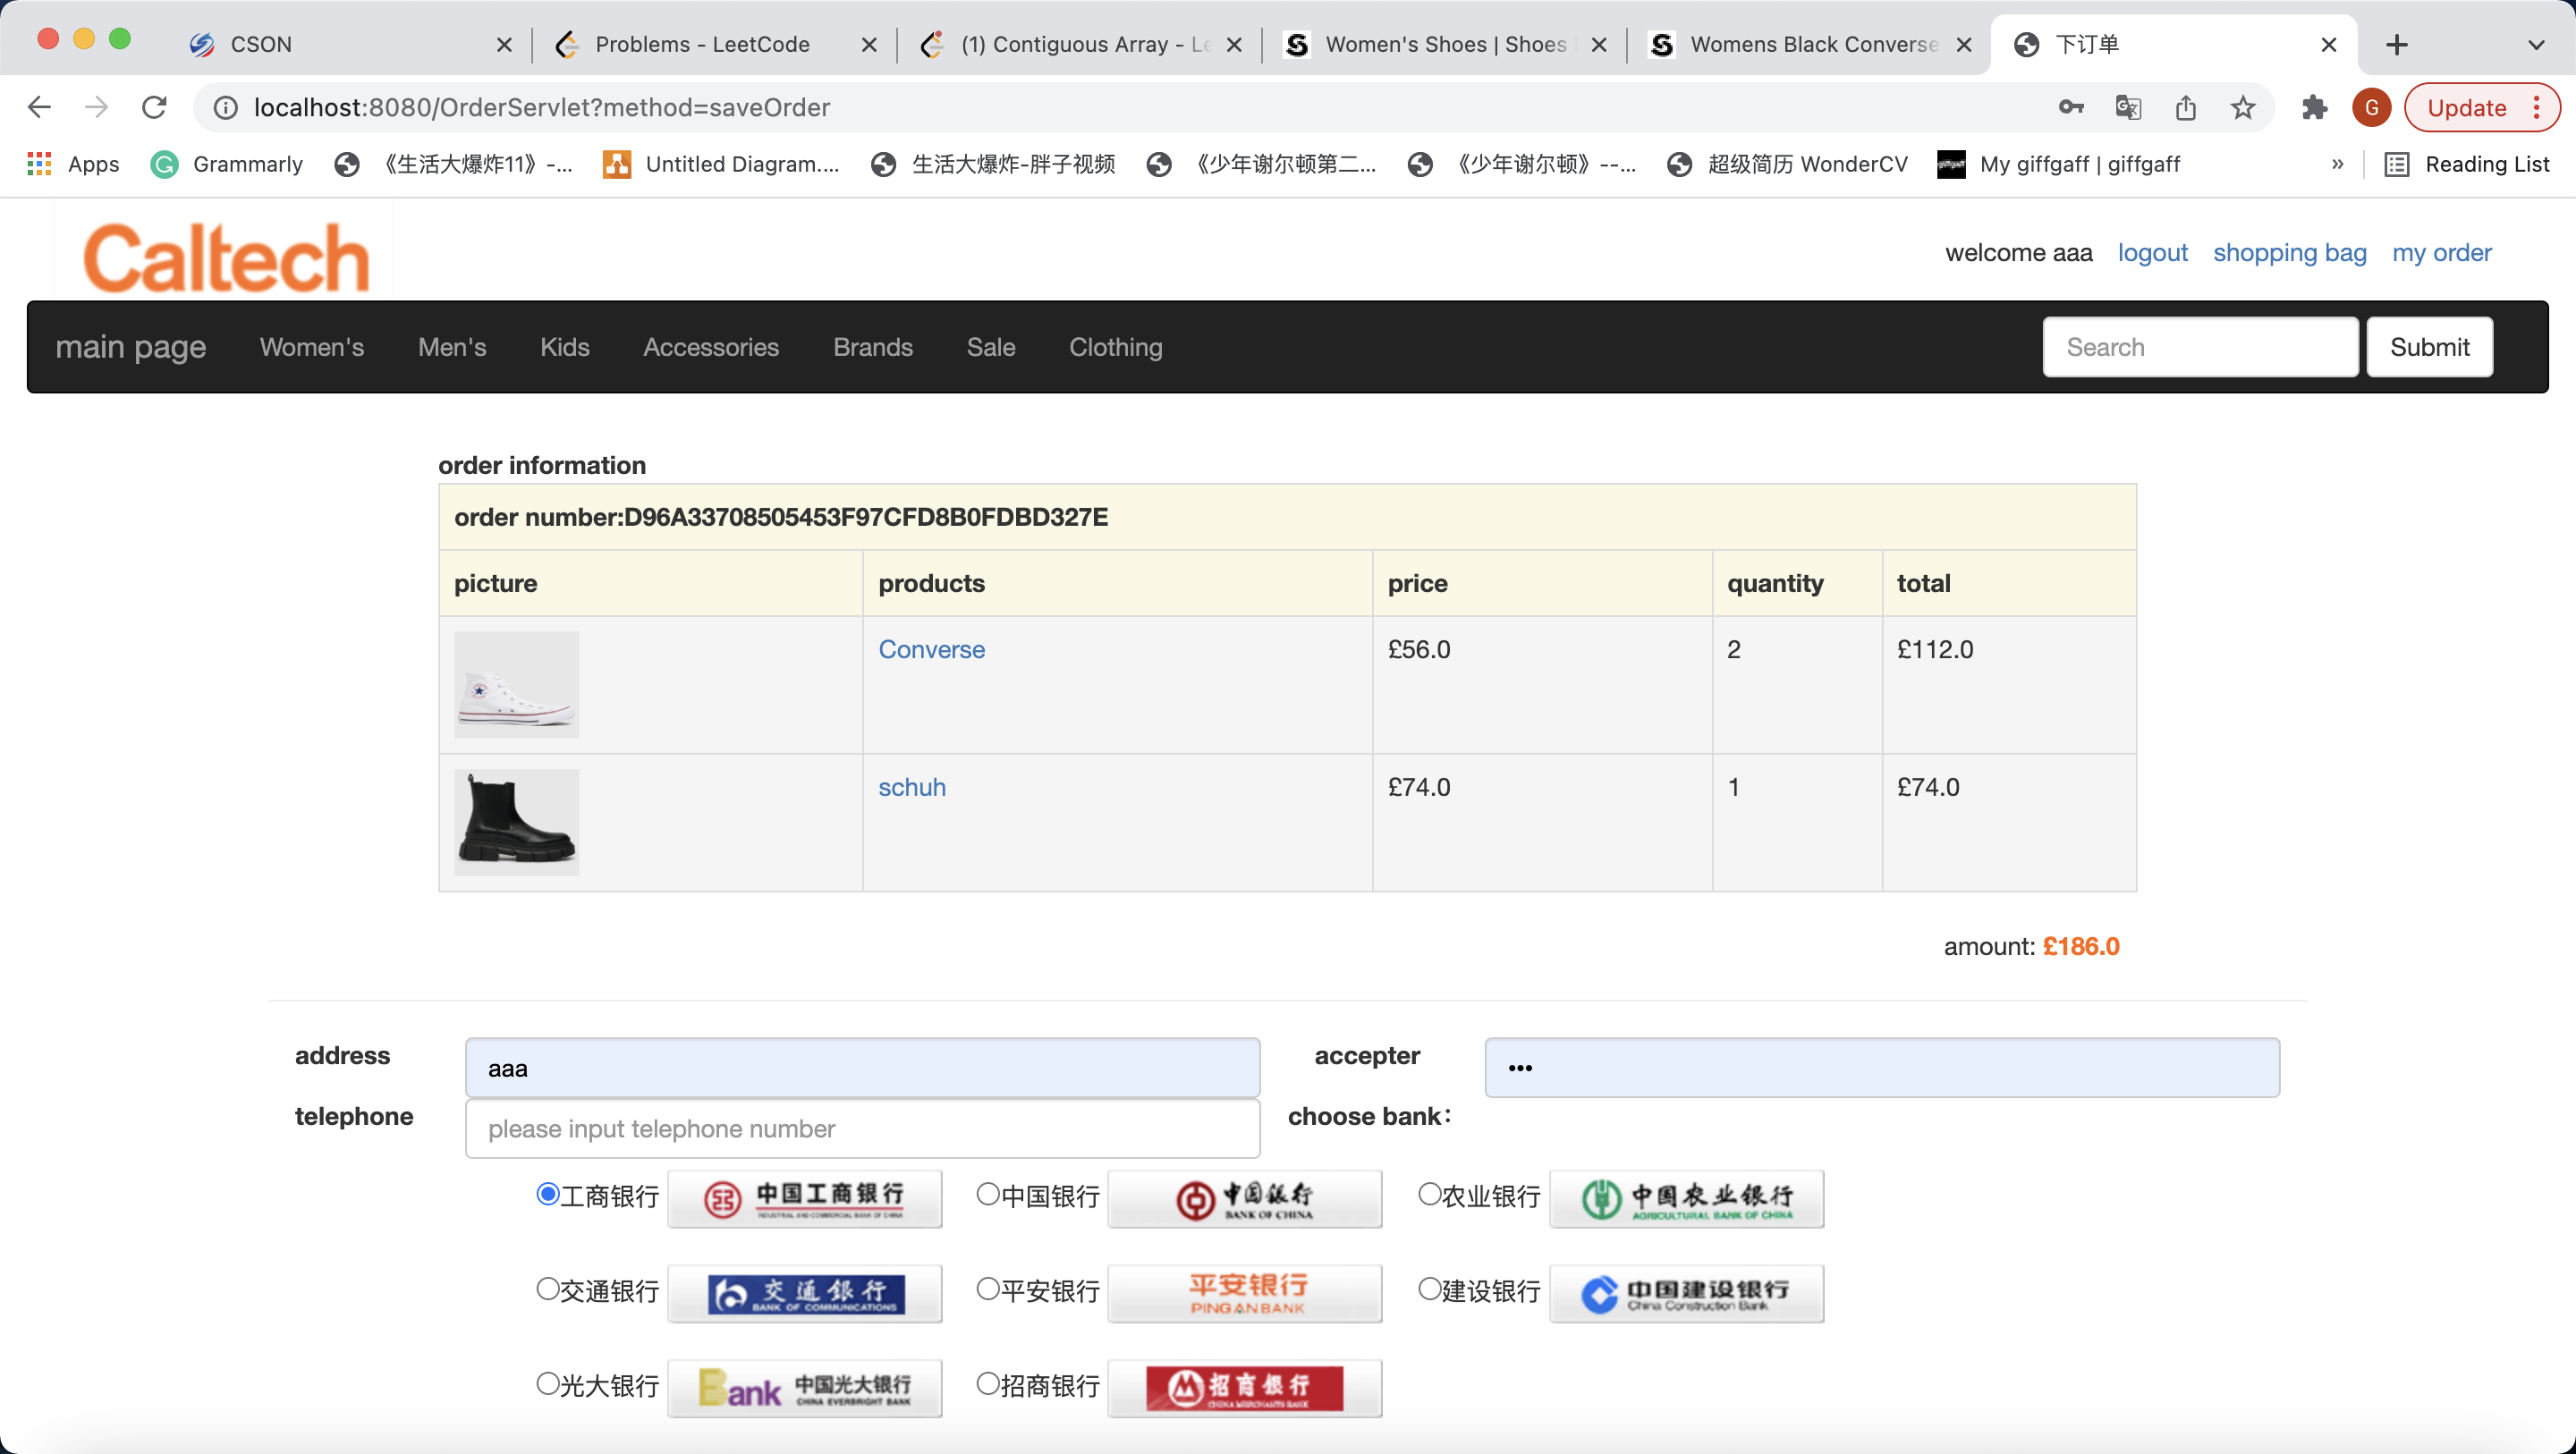 CSON
Problems - LeetCode
(1) Contiguous Array - Le
Women's Shoes | Shoes
Womens Black Converse
下订单
localhost:8080/OrderServlet?method=saveOrder
G
Update
Apps
Grammarly
《生活大爆炸11》-...
Untitled Diagram....
生活大爆炸-胖子视频
《少年谢尔顿第二...
《少年谢尔顿》--...
超级简历 WonderCV
My giffgaff | giffgaff
»
Reading List
Caltech
welcome aaa logout shopping bag my order
main page Women's Men's Kids Accessories Brands Sale Clothing Search Submit
order information
order number:D96A33708505453F97CFD8B0FDBD327E
picture products price quantity total
Converse £56.0 2 £112.0
schuh £74.0 1 £74.0
amount: £186.0
address aaa accepter •••
telephone please input telephone number choose bank：
工商银行 中国工商银行 INDUSTRIAL AND COMMERCIAL BANK OF CHINA
中国银行 中国银行 BANK OF CHINA
农业银行 中国农业银行 AGRICULTURAL BANK OF CHINA
交通银行 交通银行 BANK OF COMMUNICATIONS
平安银行 平安银行 PING AN BANK
建设银行 中国建设银行 China Construction Bank
光大银行 Bank 中国光大银行 CHINA EVERBRIGHT BANK
招商银行 招商银行 CHINA MERCHANTS BANK